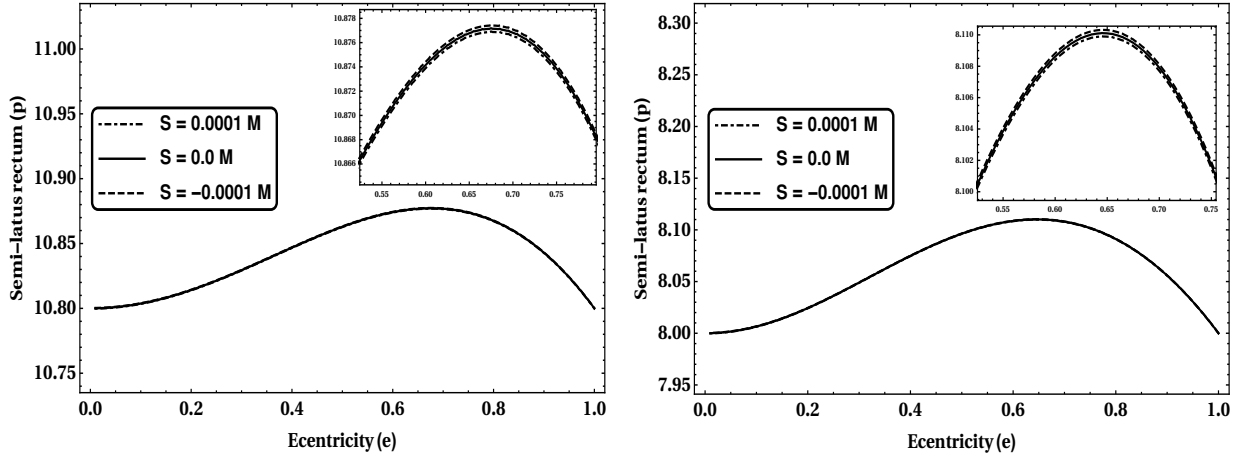 11.00
10.95
10.90
10.85
10.80
10.75
Semi−latus rectum (p)
S = 0.0001 M
S = 0.0 M
S = −0.0001 M
10.878
10.876
10.874
10.872
10.870
10.868
10.866
0.55 0.60 0.65 0.70 0.75
0.0 0.2 0.4 0.6 0.8 1.0
Ecentricity (e)
8.30
8.25
8.20
8.15
8.10
8.05
8.00
7.95
Semi−latus rectum (p)
S = 0.0001 M
S = 0.0 M
S = −0.0001 M
8.110
8.108
8.106
8.104
8.102
8.100
0.55 0.60 0.65 0.70 0.75
0.0 0.2 0.4 0.6 0.8 1.0
Ecentricity (e)